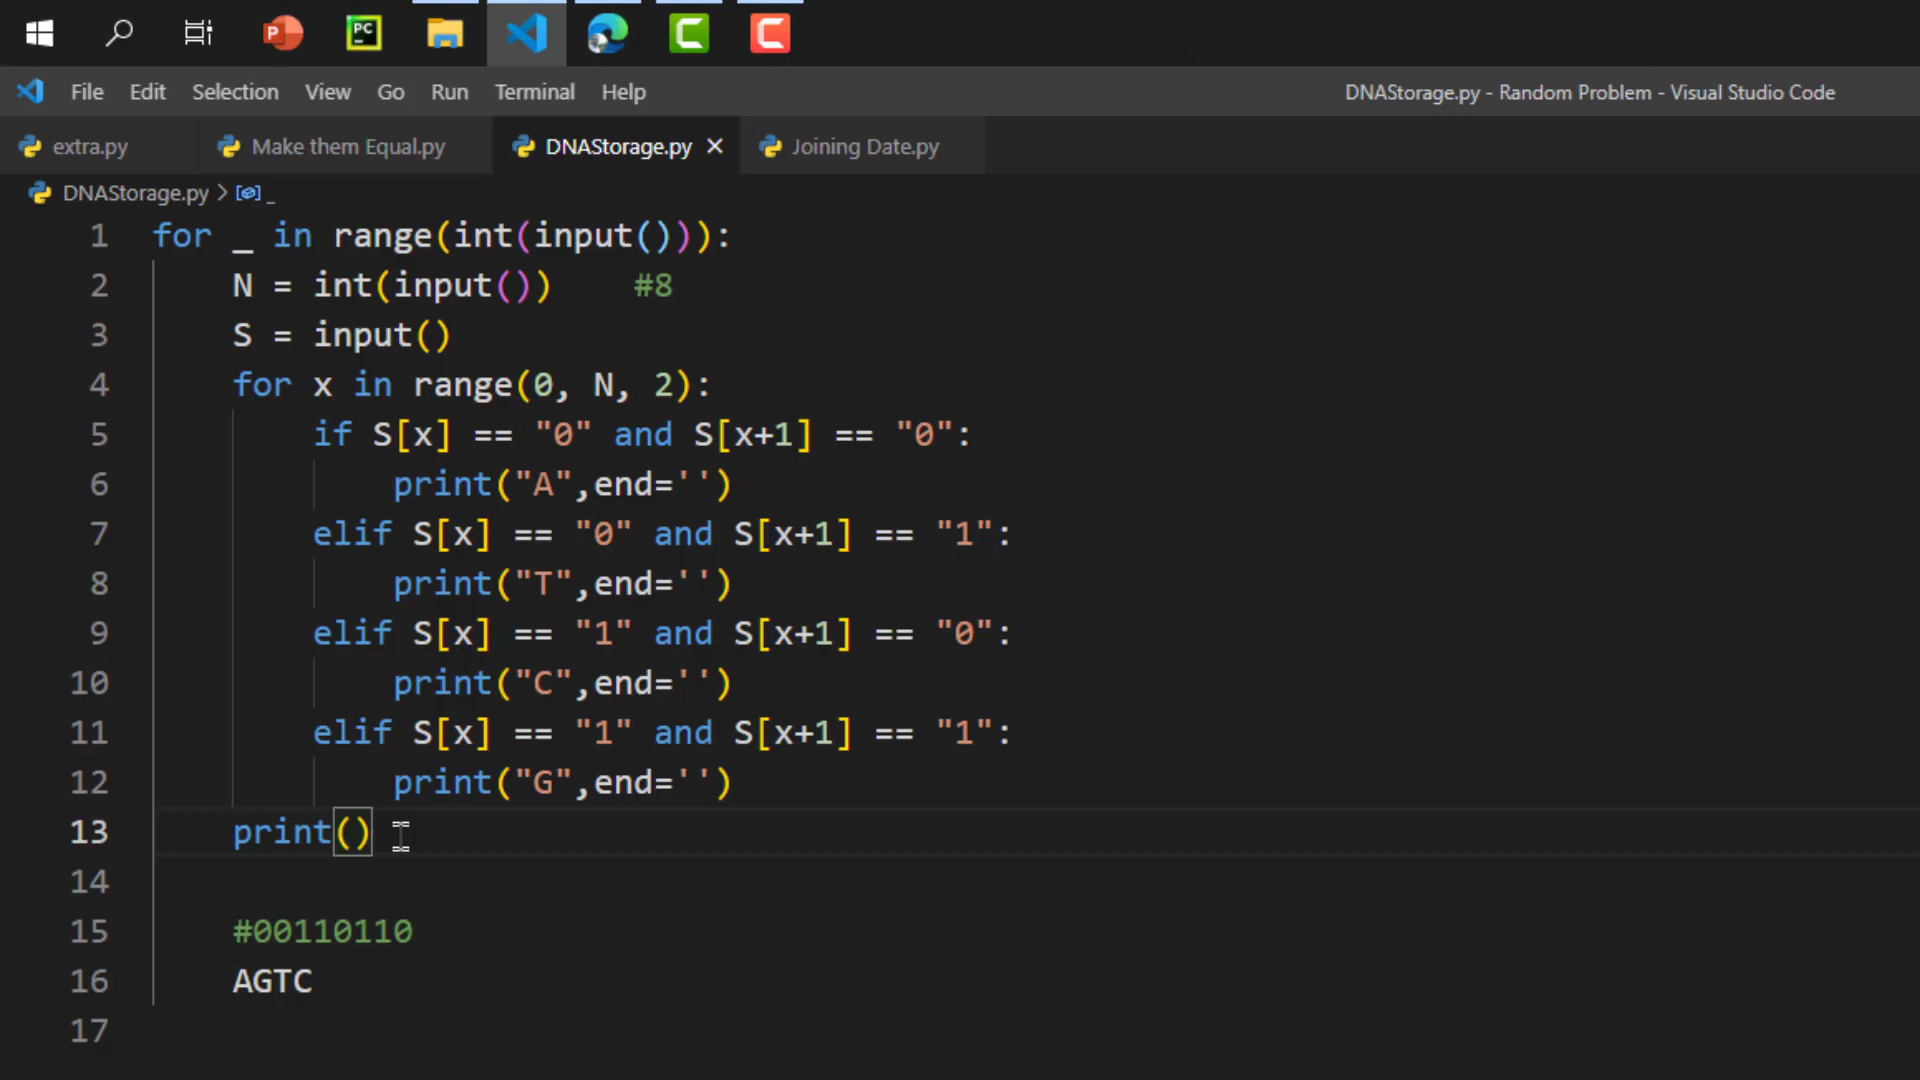 P
PC
C
C
File Edit Selection View Go Run Terminal Help DNAStorage.py - Random Problem - Visual Studio Code
extra.py Make them Equal.py DNAStorage.py × Joining Date.py
DNAStorage.py > _
1 for _ in range(int(input())):
2     N = int(input())    #8
3     S = input()
4     for x in range(0, N, 2):
5         if S[x] == "0" and S[x+1] == "0":
6             print("A",end='')
7         elif S[x] == "0" and S[x+1] == "1":
8             print("T",end='')
9         elif S[x] == "1" and S[x+1] == "0":
10             print("C",end='')
11         elif S[x] == "1" and S[x+1] == "1":
12             print("G",end='')
13     print()
14
15     #00110110
16     AGTC
17